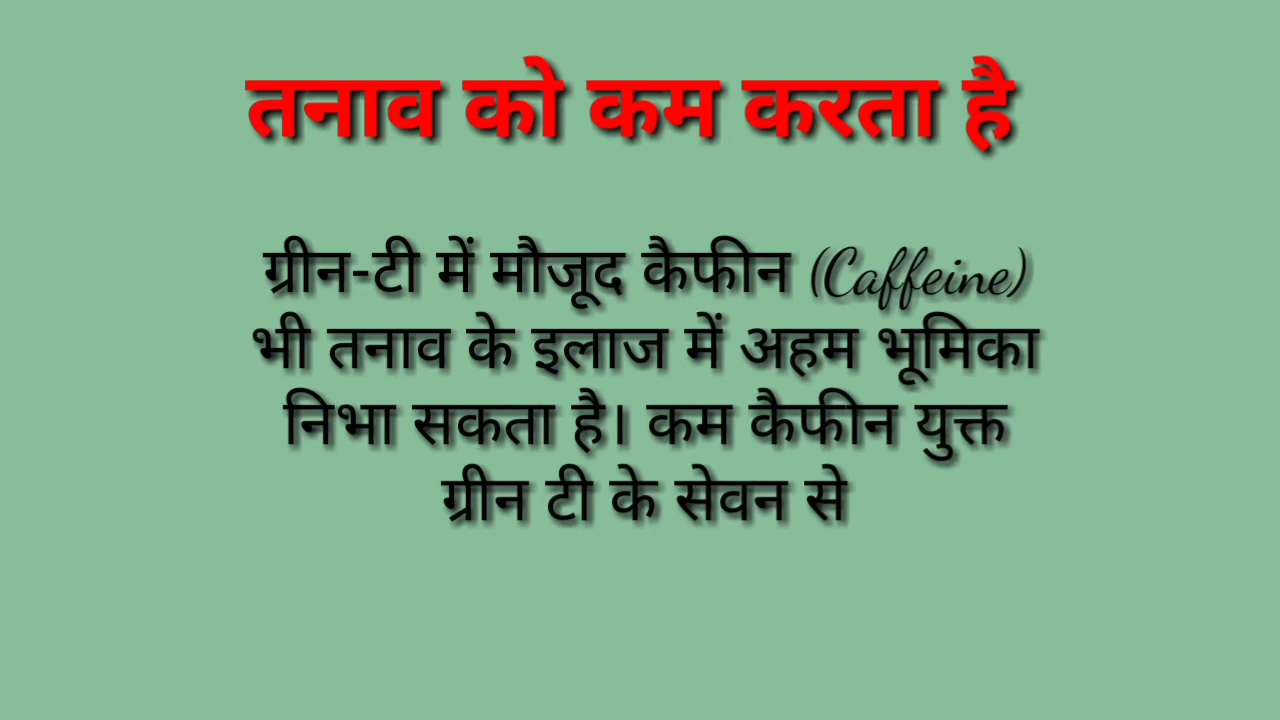 तनाव को कम करता है
ग्रीन-टी में मौजूद कैफीन (Caffeine)
भी तनाव के इलाज में अहम भूमिका
निभा सकता है। कम कैफीन युक्त
ग्रीन टी के सेवन से